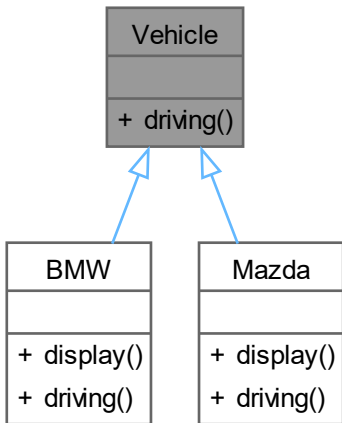 Vehicle
+ driving()
BMW
+ display()
+ driving()
Mazda
+ display()
+ driving()